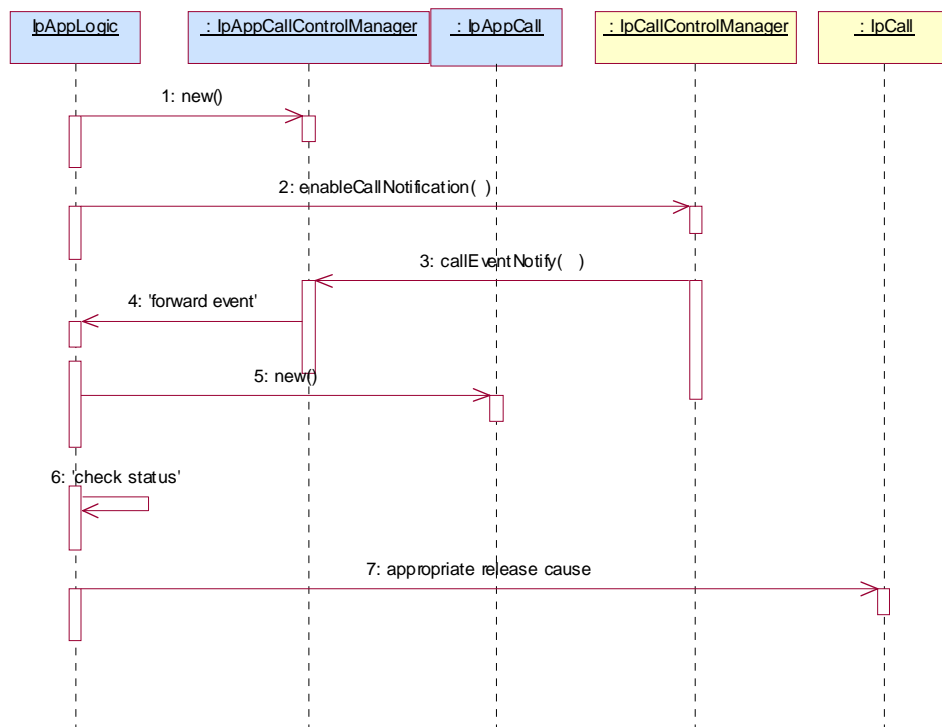 IpAppLogic
: IpAppCallControlManager
: IpAppCall
: IpCallControlManager
: IpCall
1: new()
2: enableCallNotification( )
3: callEventNotify( )
4: 'forward event'
5: new()
6: 'check status'
7: appropriate release cause